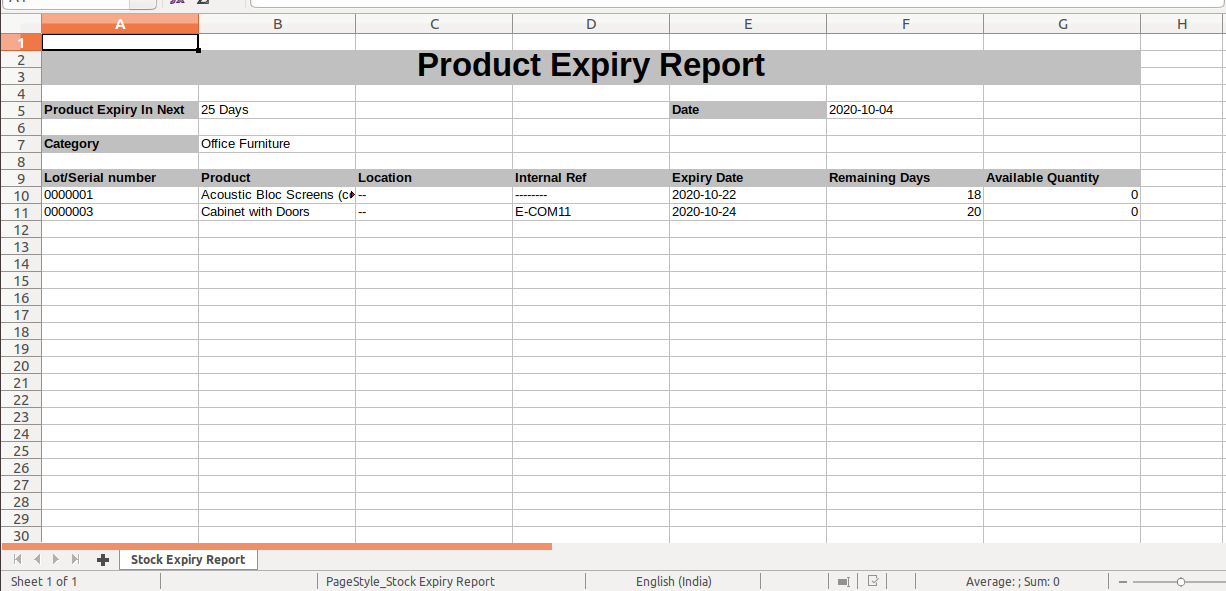 A B C D E F G H
1
2 Product Expiry Report
3
4
5 Product Expiry In Next 25 Days Date 2020-10-04
6
7 Category Office Furniture
8
9 Lot/Serial number Product Location Internal Ref Expiry Date Remaining Days Available Quantity
10 0000001 Acoustic Bloc Screens (c -- -------- 2020-10-22 18 0
11 0000003 Cabinet with Doors -- E-COM11 2020-10-24 20 0
12
13
14
15
16
17
18
19
20
21
22
23
24
25
26
27
28
29
30
Stock Expiry Report
Sheet 1 of 1 PageStyle_Stock Expiry Report English (India) Average: ; Sum: 0